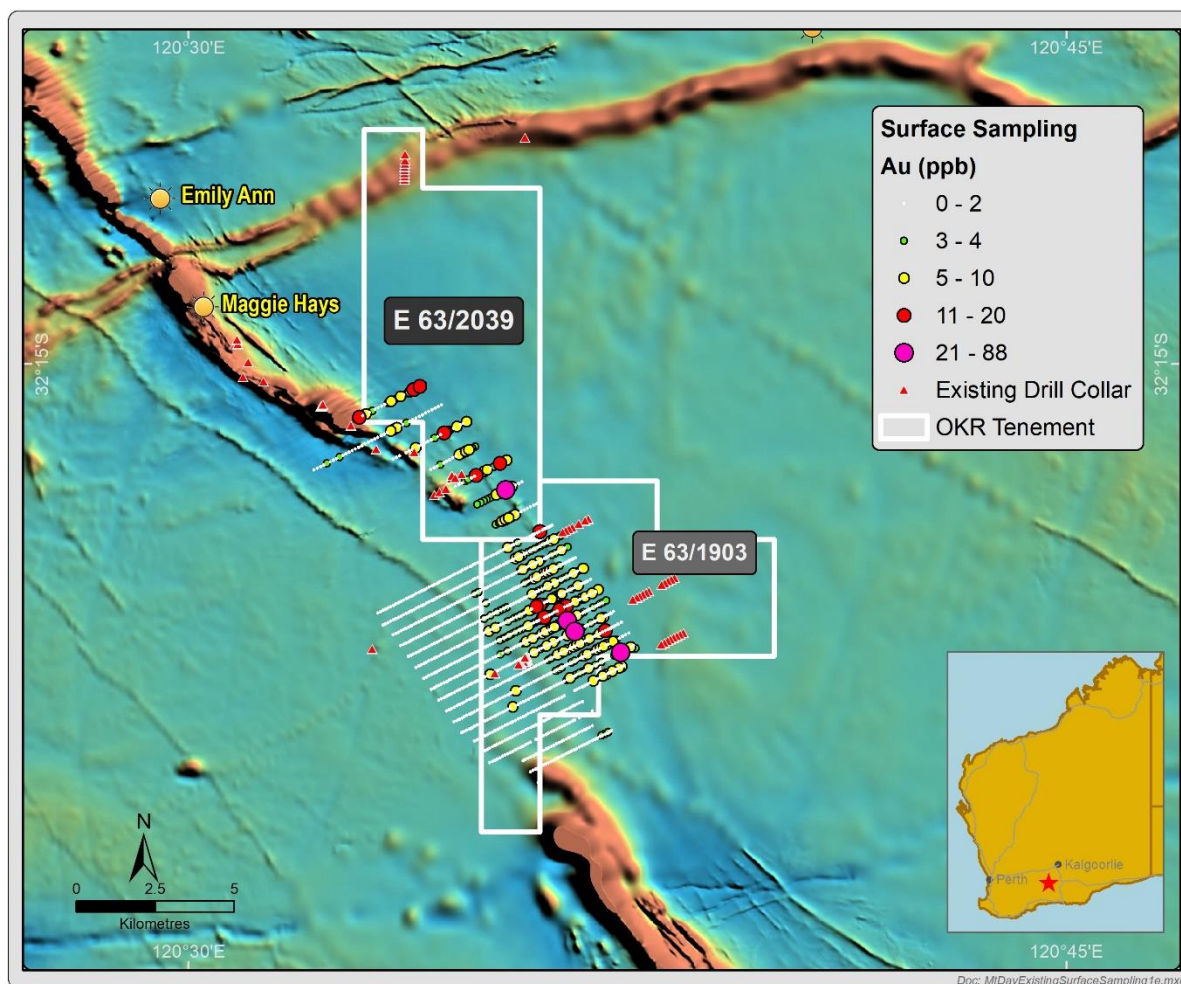 120°30'E
120°45'E
Surface Sampling
Au (ppb)
0 - 2
3 - 4
5 - 10
11 - 20
21 - 88
Existing Drill Collar
OKR Tenement
Emily Ann
Maggie Hays
E 63/2039
32°15'S
32°15'S
E 63/1903
N
0 2.5 5
Kilometres
Kalgoorlie
Perth
120°30'E
120°45'E
Doc: MtDayExistingSurfaceSampling1e.mxd